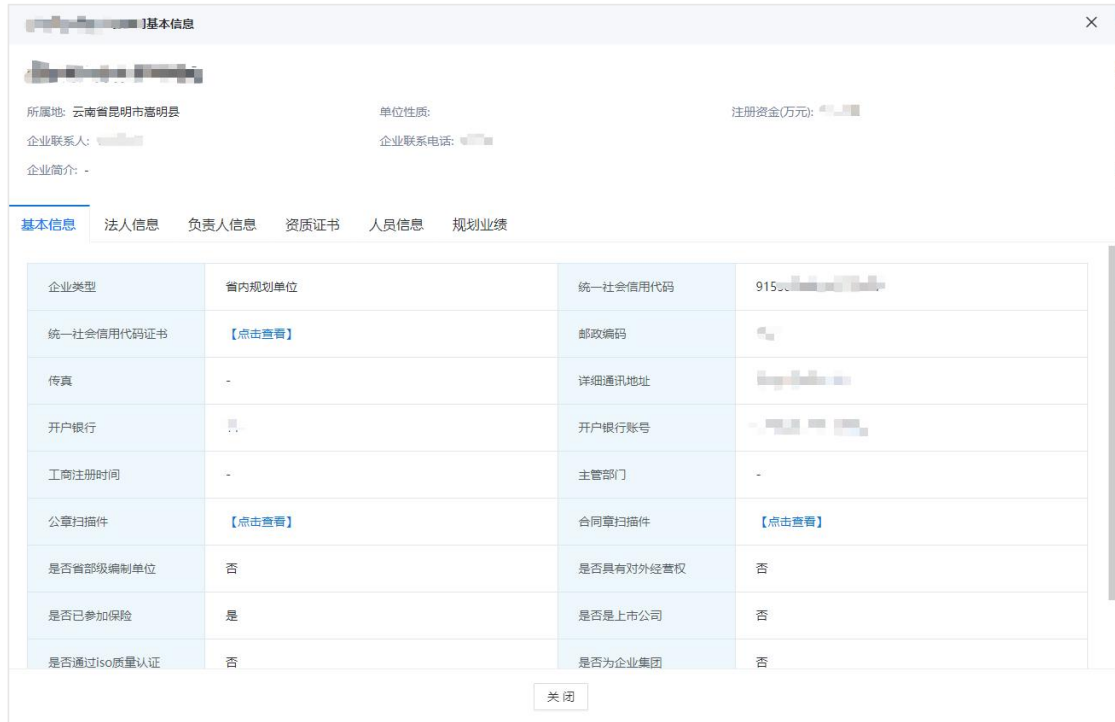 基本信息
所属地: 云南省昆明市嵩明县 单位性质: 注册资金(万元):
企业联系人: 企业联系电话:
企业简介: -
基本信息 法人信息 负责人信息 资质证书 人员信息 规划业绩
企业类型 省内规划单位 统一社会信用代码 915
统一社会信用代码证书 【点击查看】 邮政编码
传真 - 详细通讯地址
开户银行 开户银行账号
工商注册时间 - 主管部门 -
公章扫描件 【点击查看】 合同章扫描件 【点击查看】
是否省部级编制单位 否 是否具有对外经营权 否
是否已参加保险 是 是否是上市公司 否
是否通过iso质量认证 否 是否为企业集团 否
关闭